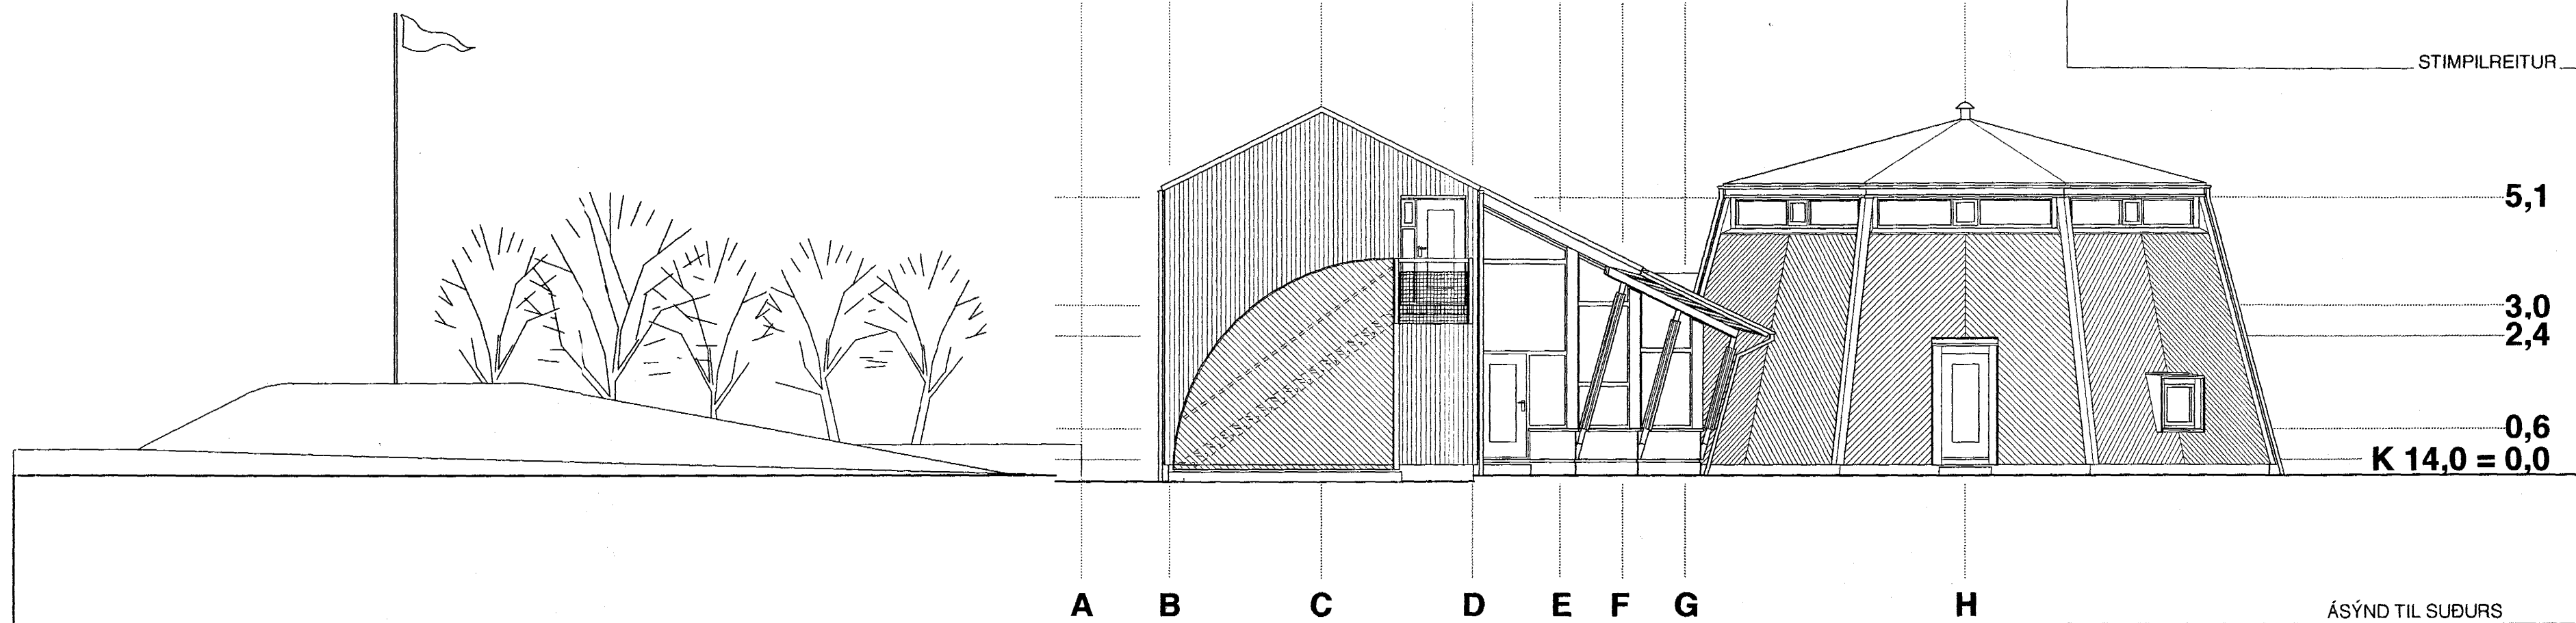 STIMPILREITUR
5,1
3,0
2,4
0,6
K 14,0 = 0,0
A B C D E F G H
ÁSÝND TIL SUÐURS